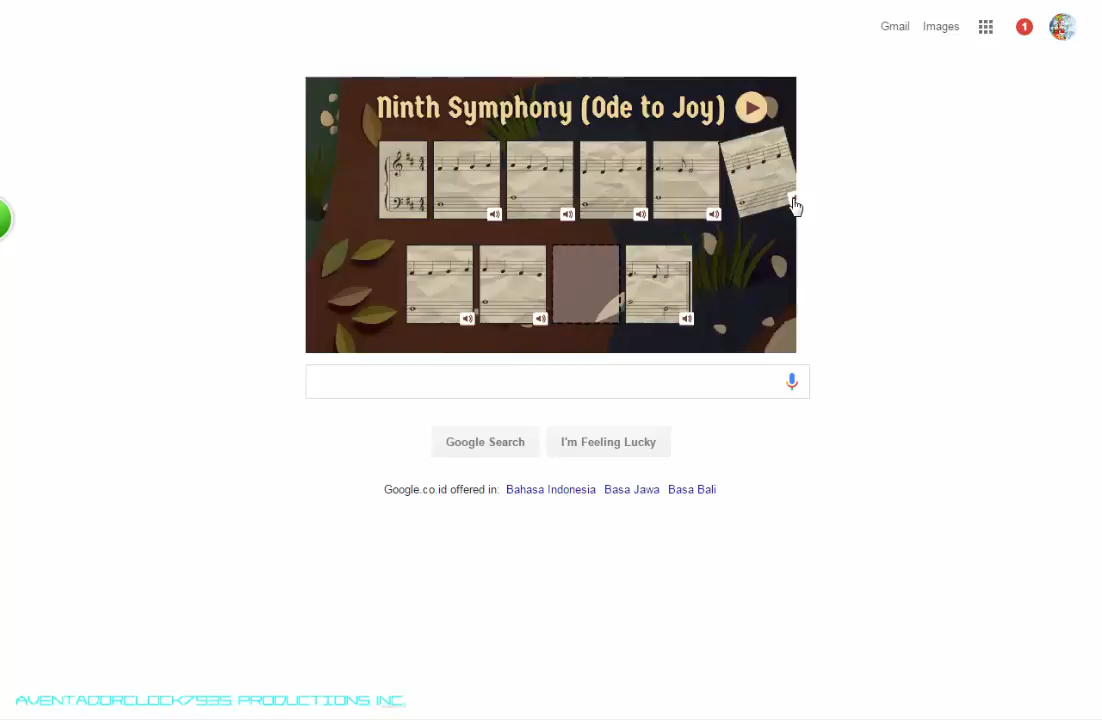 Gmail Images 1
Ninth Symphony (Ode to Joy)
Google Search I'm Feeling Lucky
Google.co.id offered in: Bahasa Indonesia Basa Jawa Basa Bali
AVENTADORCLOCK7535 PRODUCTIONS INC.